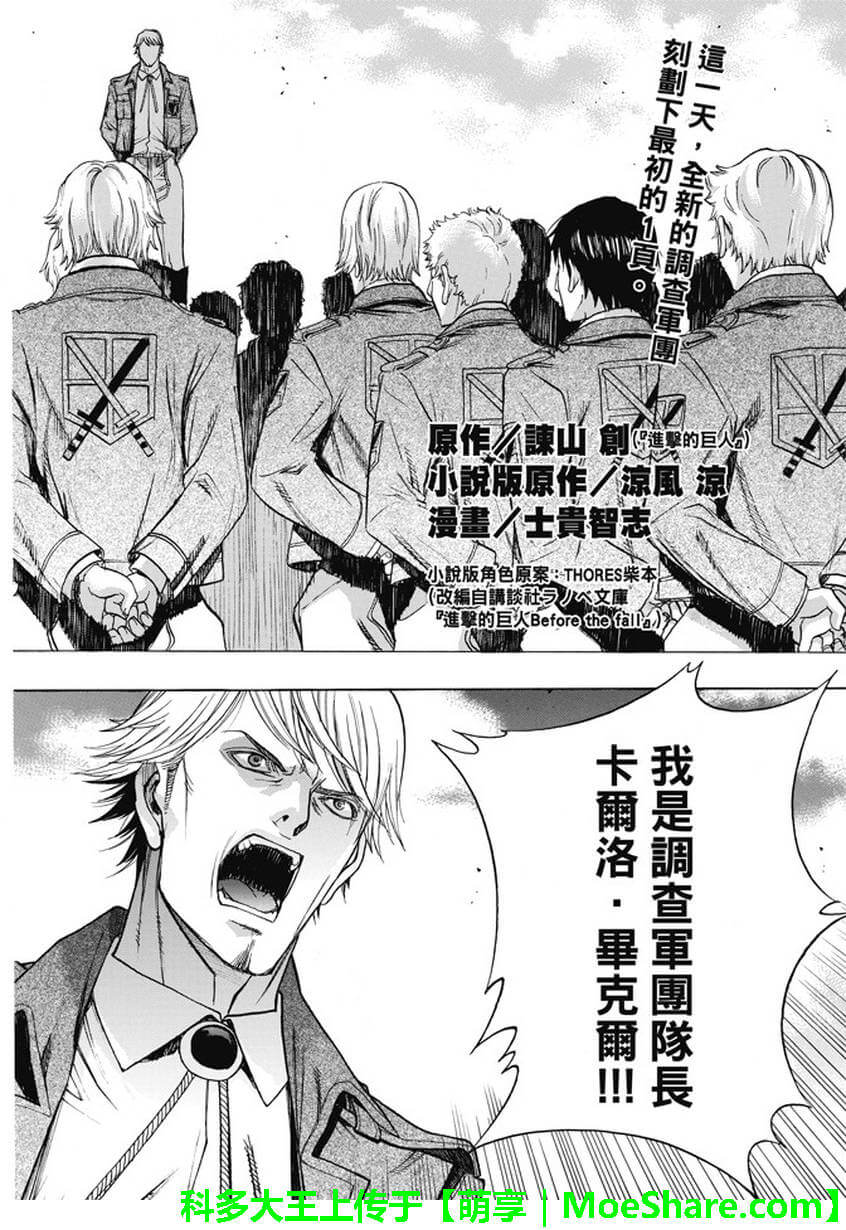 這一天，全新的調查軍團
刻劃下最初的1頁。
原作／諫山 創(『進擊的巨人』)
小說版原作／涼風 涼
漫畫／士貴智志
小說版角色原案：THORES柴本
(改編自講談社ラノベ文庫
『進擊的巨人Before the fall』)
我是調查軍團隊長
卡爾洛·畢克爾!!!
科多大王上传于【萌享|MoeShare.com】